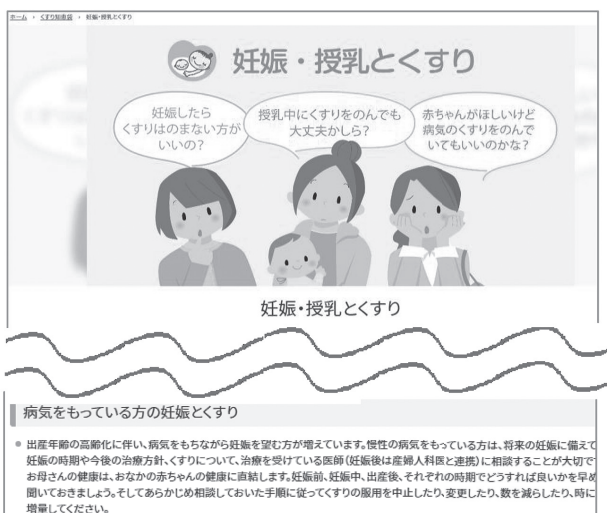 ホーム › くすり知恵袋 › 妊娠・授乳とくすり
妊娠・授乳とくすり
妊娠したら
くすりはのまない方が
いいの？
授乳中にくすりをのんでも
大丈夫かしら？
赤ちゃんがほしいけど
病気のくすりをのんで
いてもいいのかな？
妊娠・授乳とくすり
病気をもっている方の妊娠とくすり
● 出産年齢の高齢化に伴い、病気をもちながら妊娠を望む方が増えています。慢性の病気をもっている方は、将来の妊娠に備えて
妊娠の時期や今後の治療方針、くすりについて、治療を受けている医師（妊娠後は産婦人科医と連携）に相談することが大切で
お母さんの健康は、おなかの赤ちゃんの健康に直結します。妊娠前、妊娠中、出産後、それぞれの時期でどうすれば良いかを早め
聞いておきましょう。そしてあらかじめ相談しておいた手順に従ってくすりの服用を中止したり、変更したり、数を減らしたり、時に
増量してください。